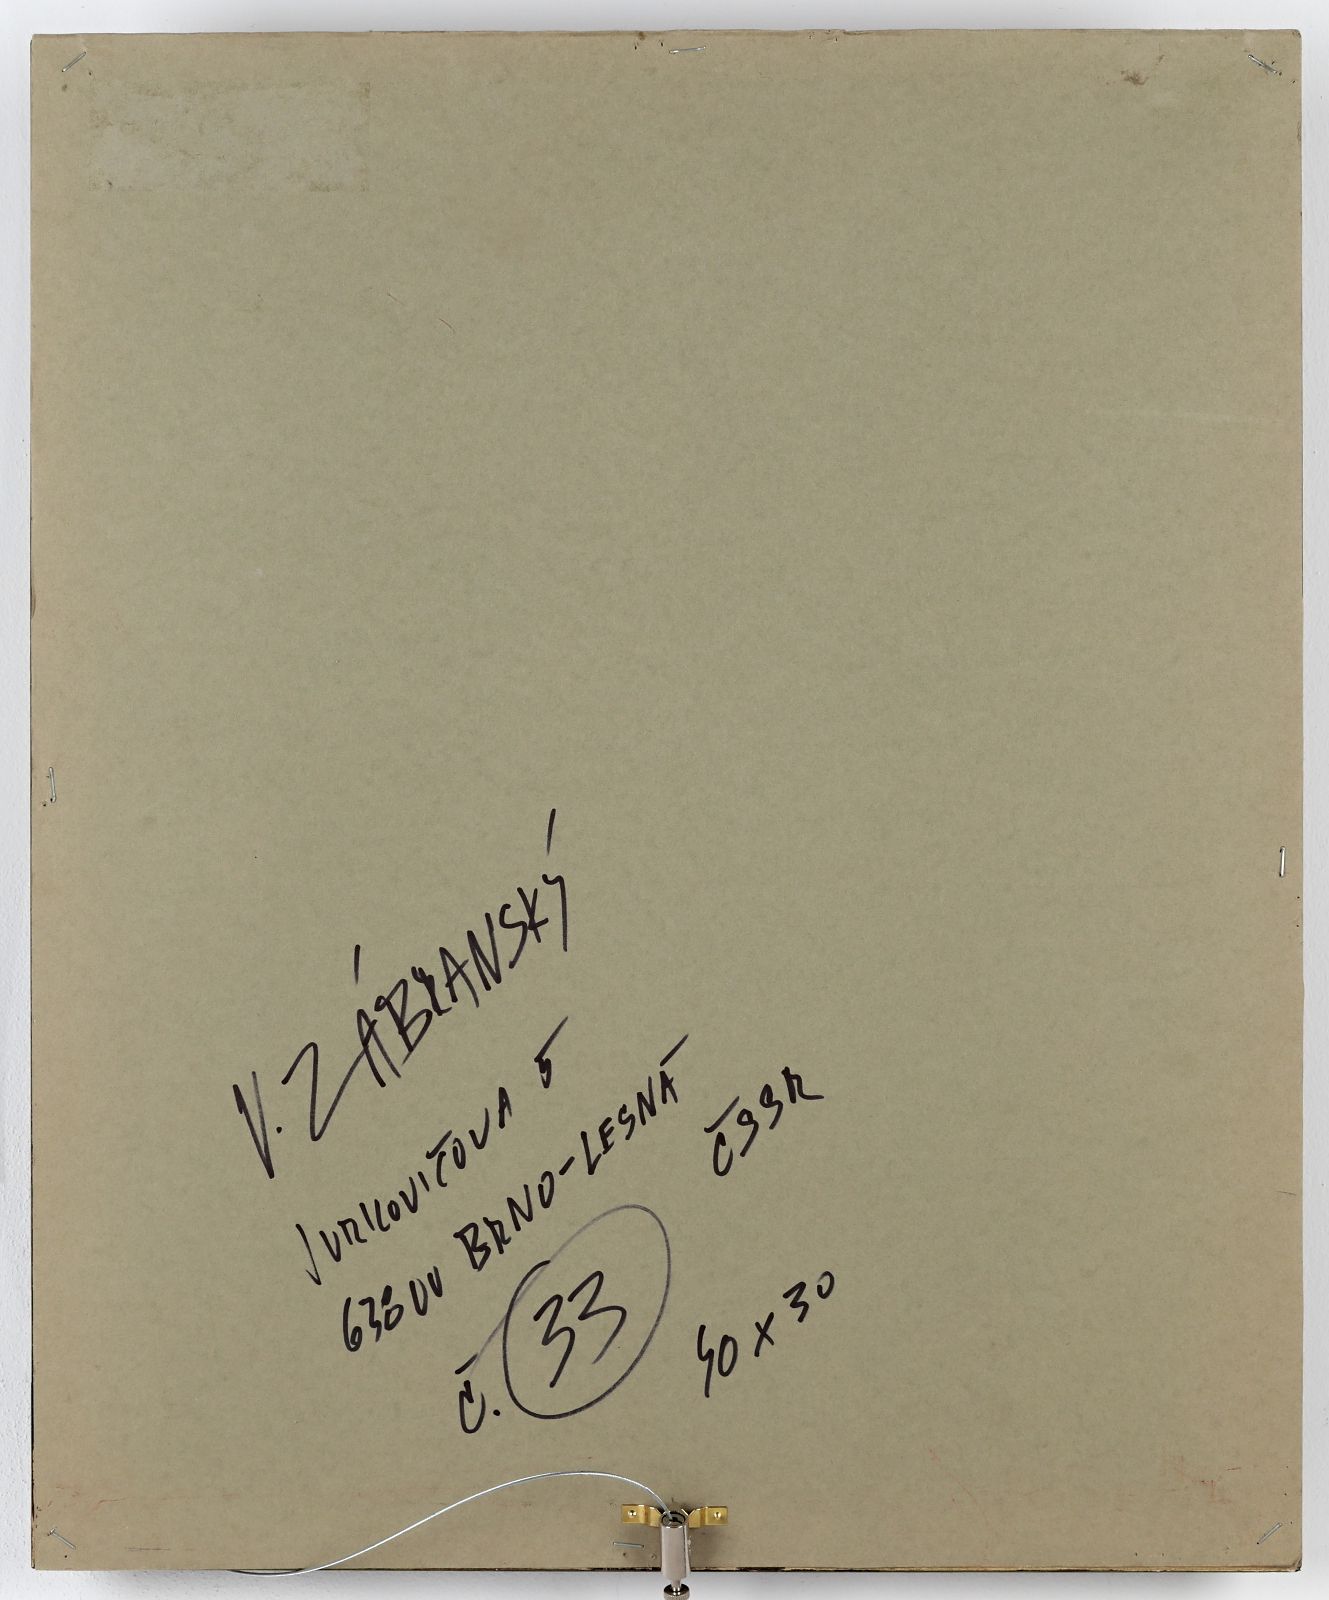 V. ZÁBRANSKÝ
JURKOVIČOVA 5
63800 BRNO-LESNÁ ČSSR
Č. 33 40 x 30